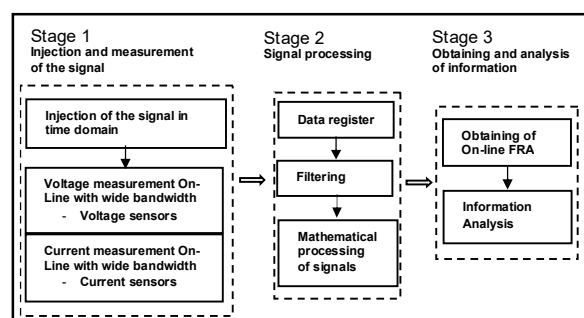 Stage 1
Injection and measurement
of the signal
Injection of the signal in
time domain
Voltage measurement On-
Line with wide bandwidth
- Voltage sensors
Current measurement On-
Line with wide bandwidth
- Current sensors
Stage 2
Signal processing
Data register
Filtering
Mathematical
processing
of signals
Stage 3
Obtaining and analysis
of information
Obtaining of
On-line FRA
Information
Analysis